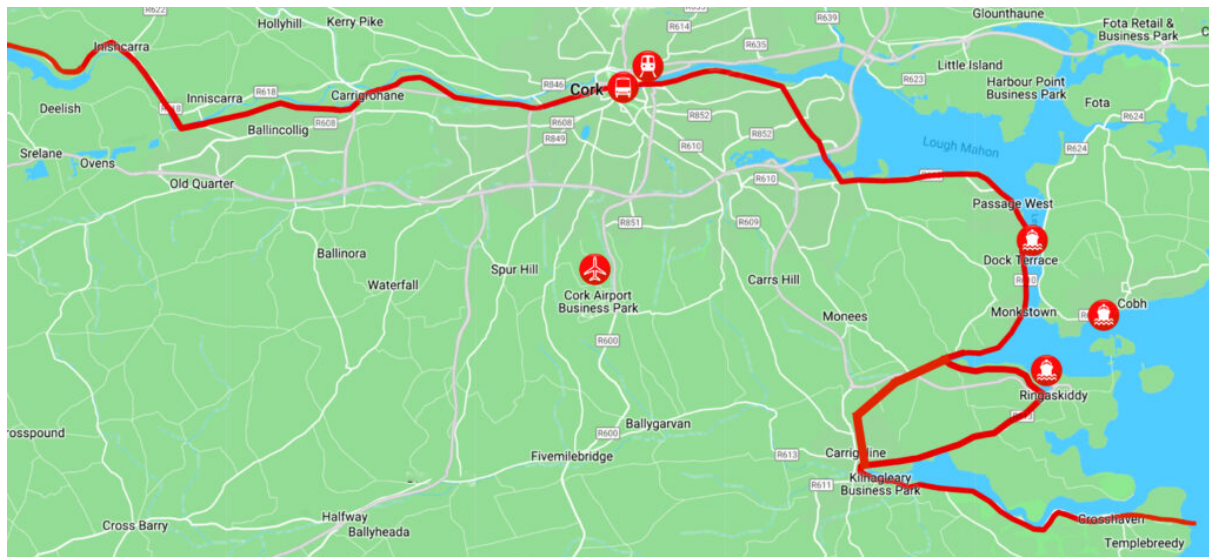 R622
Hollyhill
Kerry Pike
R614
R639
Glounthaune
Fota Retail &
Business Park
Inishcarra
R635
Little Island
Harbour Point
Business Park
R623
Deelish
Inniscarra
R618
Carrigrohane
R846
Cork
Fota
R624
Ballincollig
R608
R608
R849
R852
R852
R610
Lough Mahon
R624
Srelane
Ovens
Old Quarter
R610
Passage West
R851
R609
Ballinora
Spur Hill
Dock Terrace
Waterfall
Cork Airport
Business Park
Carrs Hill
Cobh
Monees
Monkstown
R600
Ringaskiddy
Ballygarvan
R600
Fivemilebridge
R613
R611
Business Park
Cross Barry
Halfway
Ballyheada
Crosshaven
Templebreedy